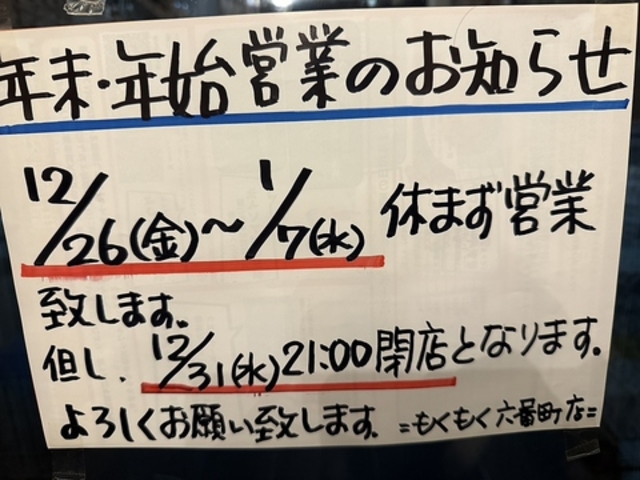 年末・年始営業のお知らせ
12/26(金)〜1/7(水)休まず営業
致します。
但し、12/31(水)21:00閉店となります。
よろしくお願い致します。=もくもく六番町店=